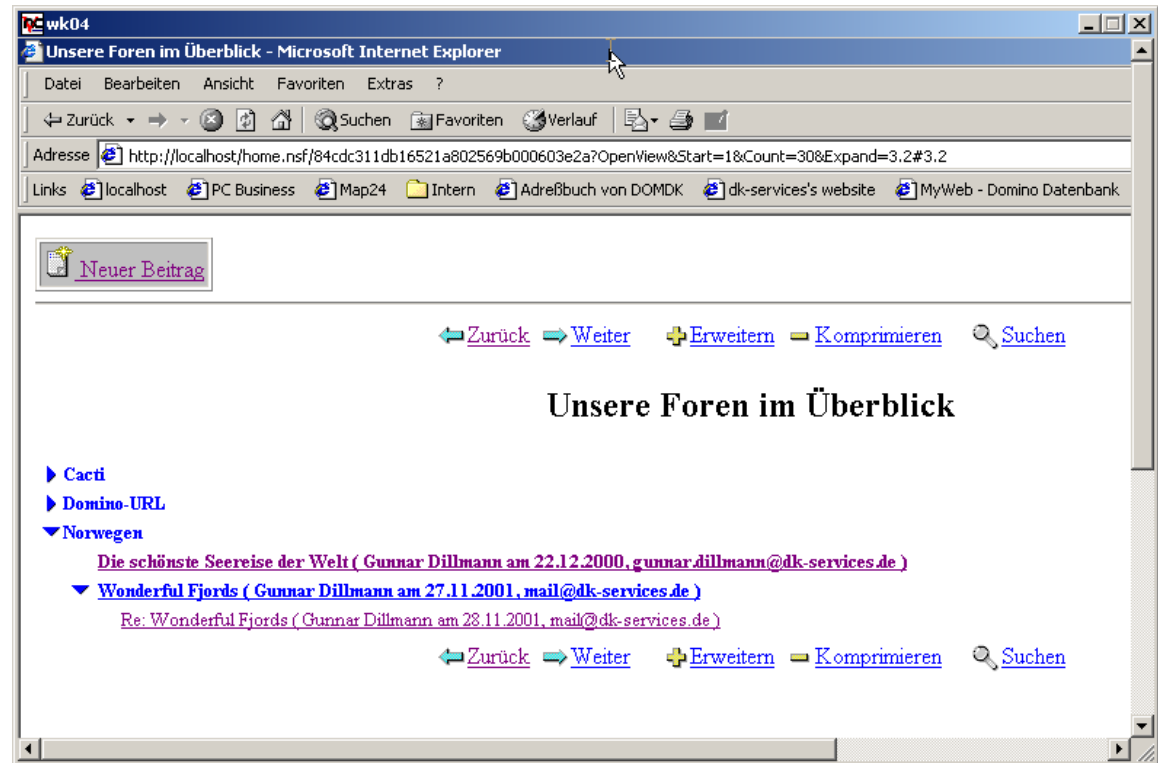 wk04
Unsere Foren im Überblick - Microsoft Internet Explorer
Datei Bearbeiten Ansicht Favoriten Extras ?
Zurück Suchen Favoriten Verlauf
Adresse http://localhost/home.nsf/84cdc311db16521a802569b000603e2a?OpenView&Start=1&Count=30&Expand=3.2#3.2
Links localhost PC Business Map24 Intern Adreßbuch von DOMDK dk-services's website MyWeb - Domino Datenbank
Neuer Beitrag
Zurück Weiter Erweitern Komprimieren Suchen
Unsere Foren im Überblick
Cacti
Domino-URL
Norwegen
Die schönste Seereise der Welt ( Gunnar Dillmann am 22.12.2000, gunnar.dillmann@dk-services.de )
Wonderful Fjords ( Gunnar Dillmann am 27.11.2001, mail@dk-services.de )
Re: Wonderful Fjords ( Gunnar Dillmann am 28.11.2001, mail@dk-services.de )
Zurück Weiter Erweitern Komprimieren Suchen